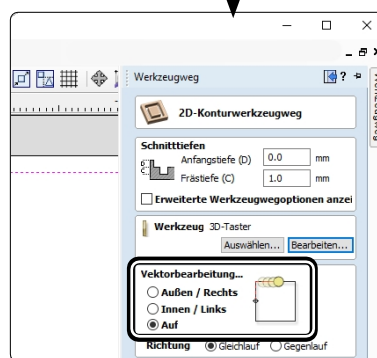 Werkzeugweg
?
2D-Konturwerkzeugweg
Schnitttiefen
Anfangstiefe (D) 0.0 mm
Frästiefe (C) 1.0 mm
Erweiterte Werkzeugwegoptionen anzei
Werkzeug 3D-Taster
Auswählen... Bearbeiten...
Vektorbearbeitung...
Außen / Rechts
Innen / Links
Auf
Richtung Gleichlauf Gegenlauf